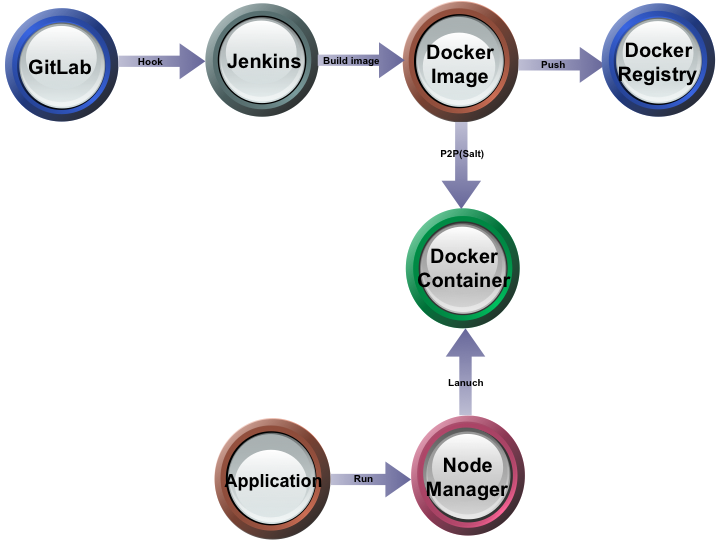 GitLab
Hook
Jenkins
Build image
Docker
Image
Push
Docker
Registry
P2P(Salt)
Docker
Container
Lanuch
Application
Run
Node
Manager